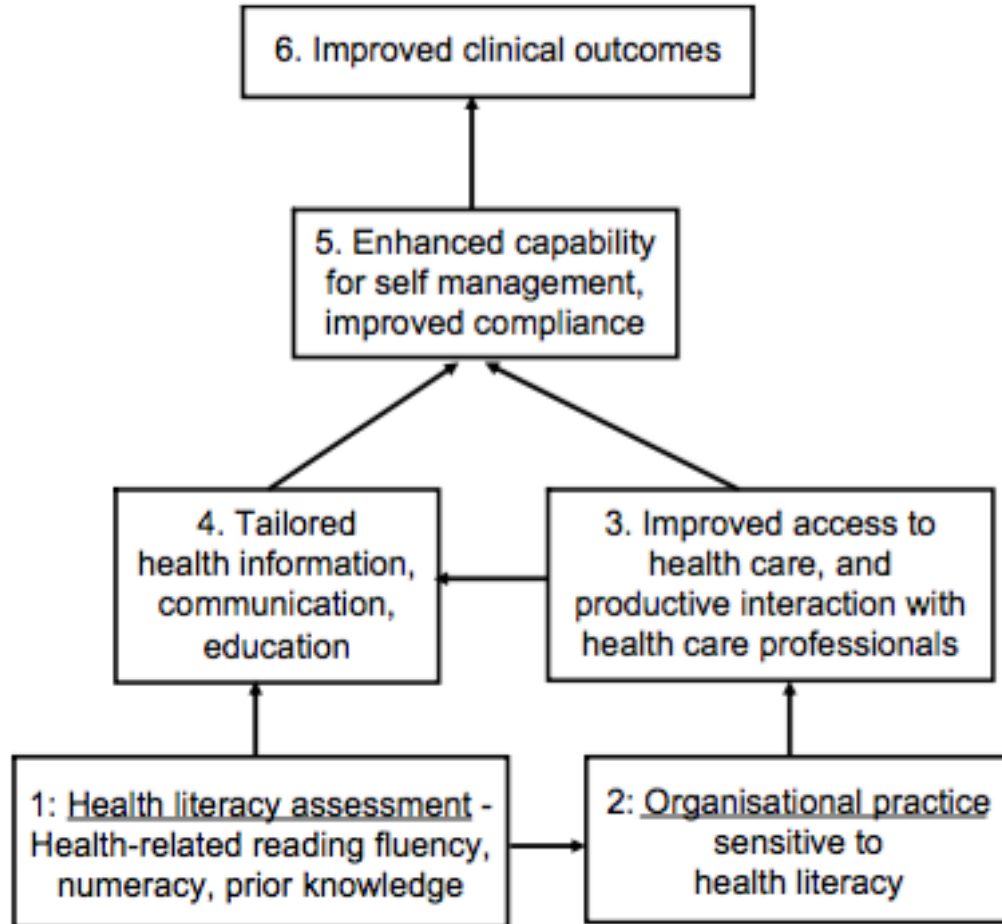 6. Improved clinical outcomes
5. Enhanced capability
for self management,
improved compliance
4. Tailored
health information,
communication,
education
3. Improved access to
health care, and
productive interaction with
health care professionals
1: Health literacy assessment -
Health-related reading fluency,
numeracy, prior knowledge
2: Organisational practice
sensitive to
health literacy